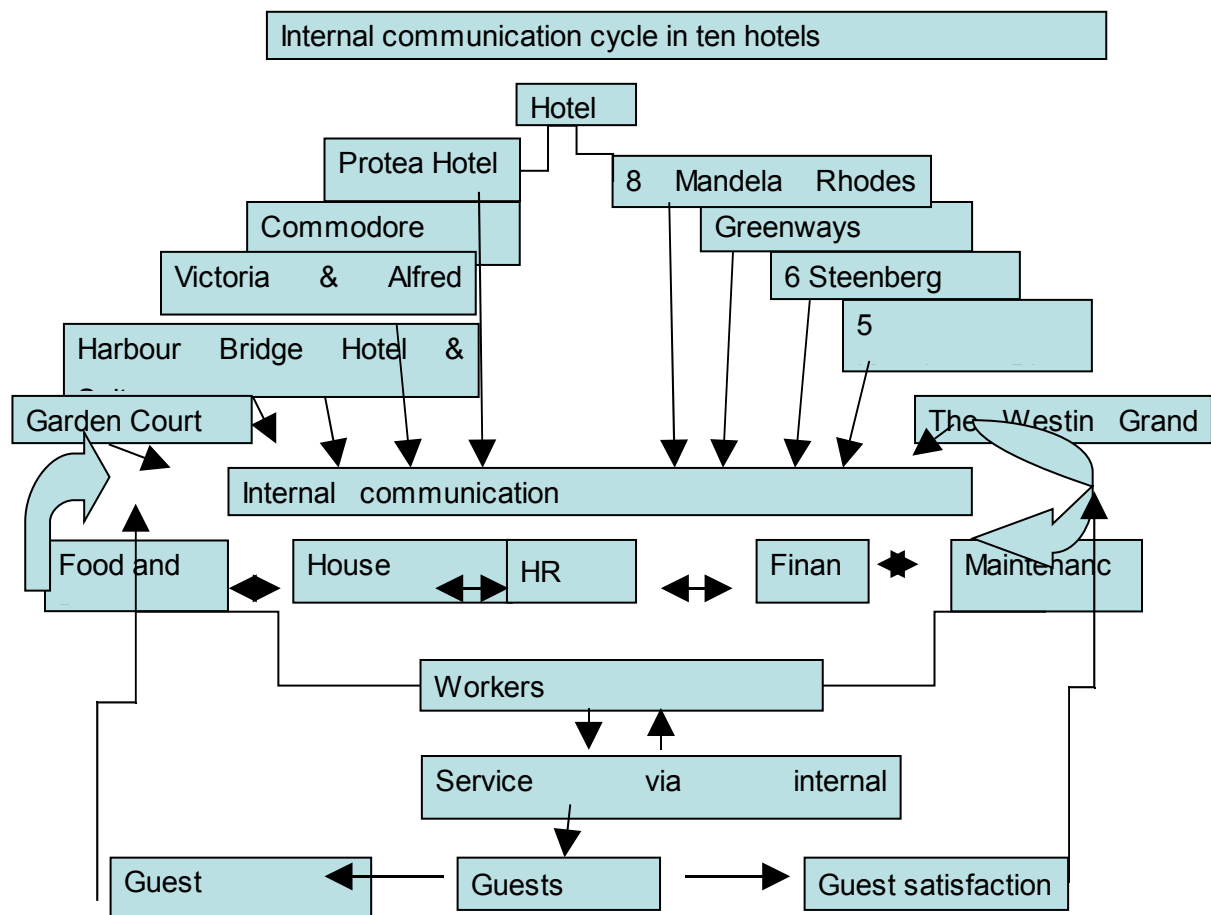 Internal communication cycle in ten hotels
Hotel
Protea Hotel
8 Mandela Rhodes
Commodore
Greenways
Victoria & Alfred
6 Steenberg
Harbour Bridge Hotel &
5
Garden Court
The Westin Grand
Internal communication
Food and
House
HR
Finan
Maintenanc
Workers
Service via internal
Guest
Guests
Guest satisfaction